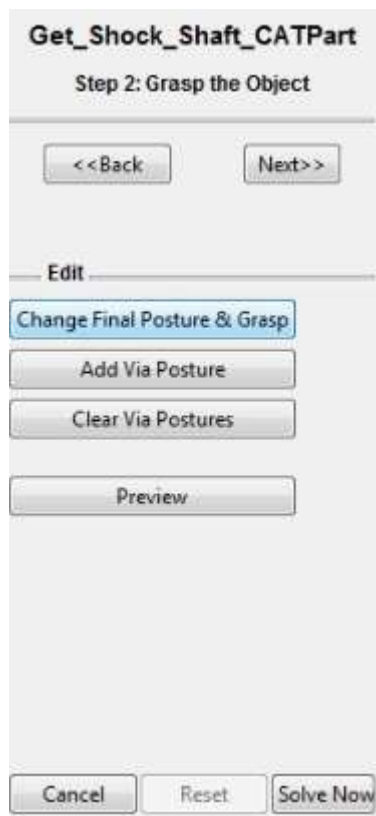 Get_Shock_Shaft_CATPart
Step 2: Grasp the Object
<<Back Next>>
Edit
Change Final Posture & Grasp
Add Via Posture
Clear Via Postures
Preview
Cancel Reset Solve Now